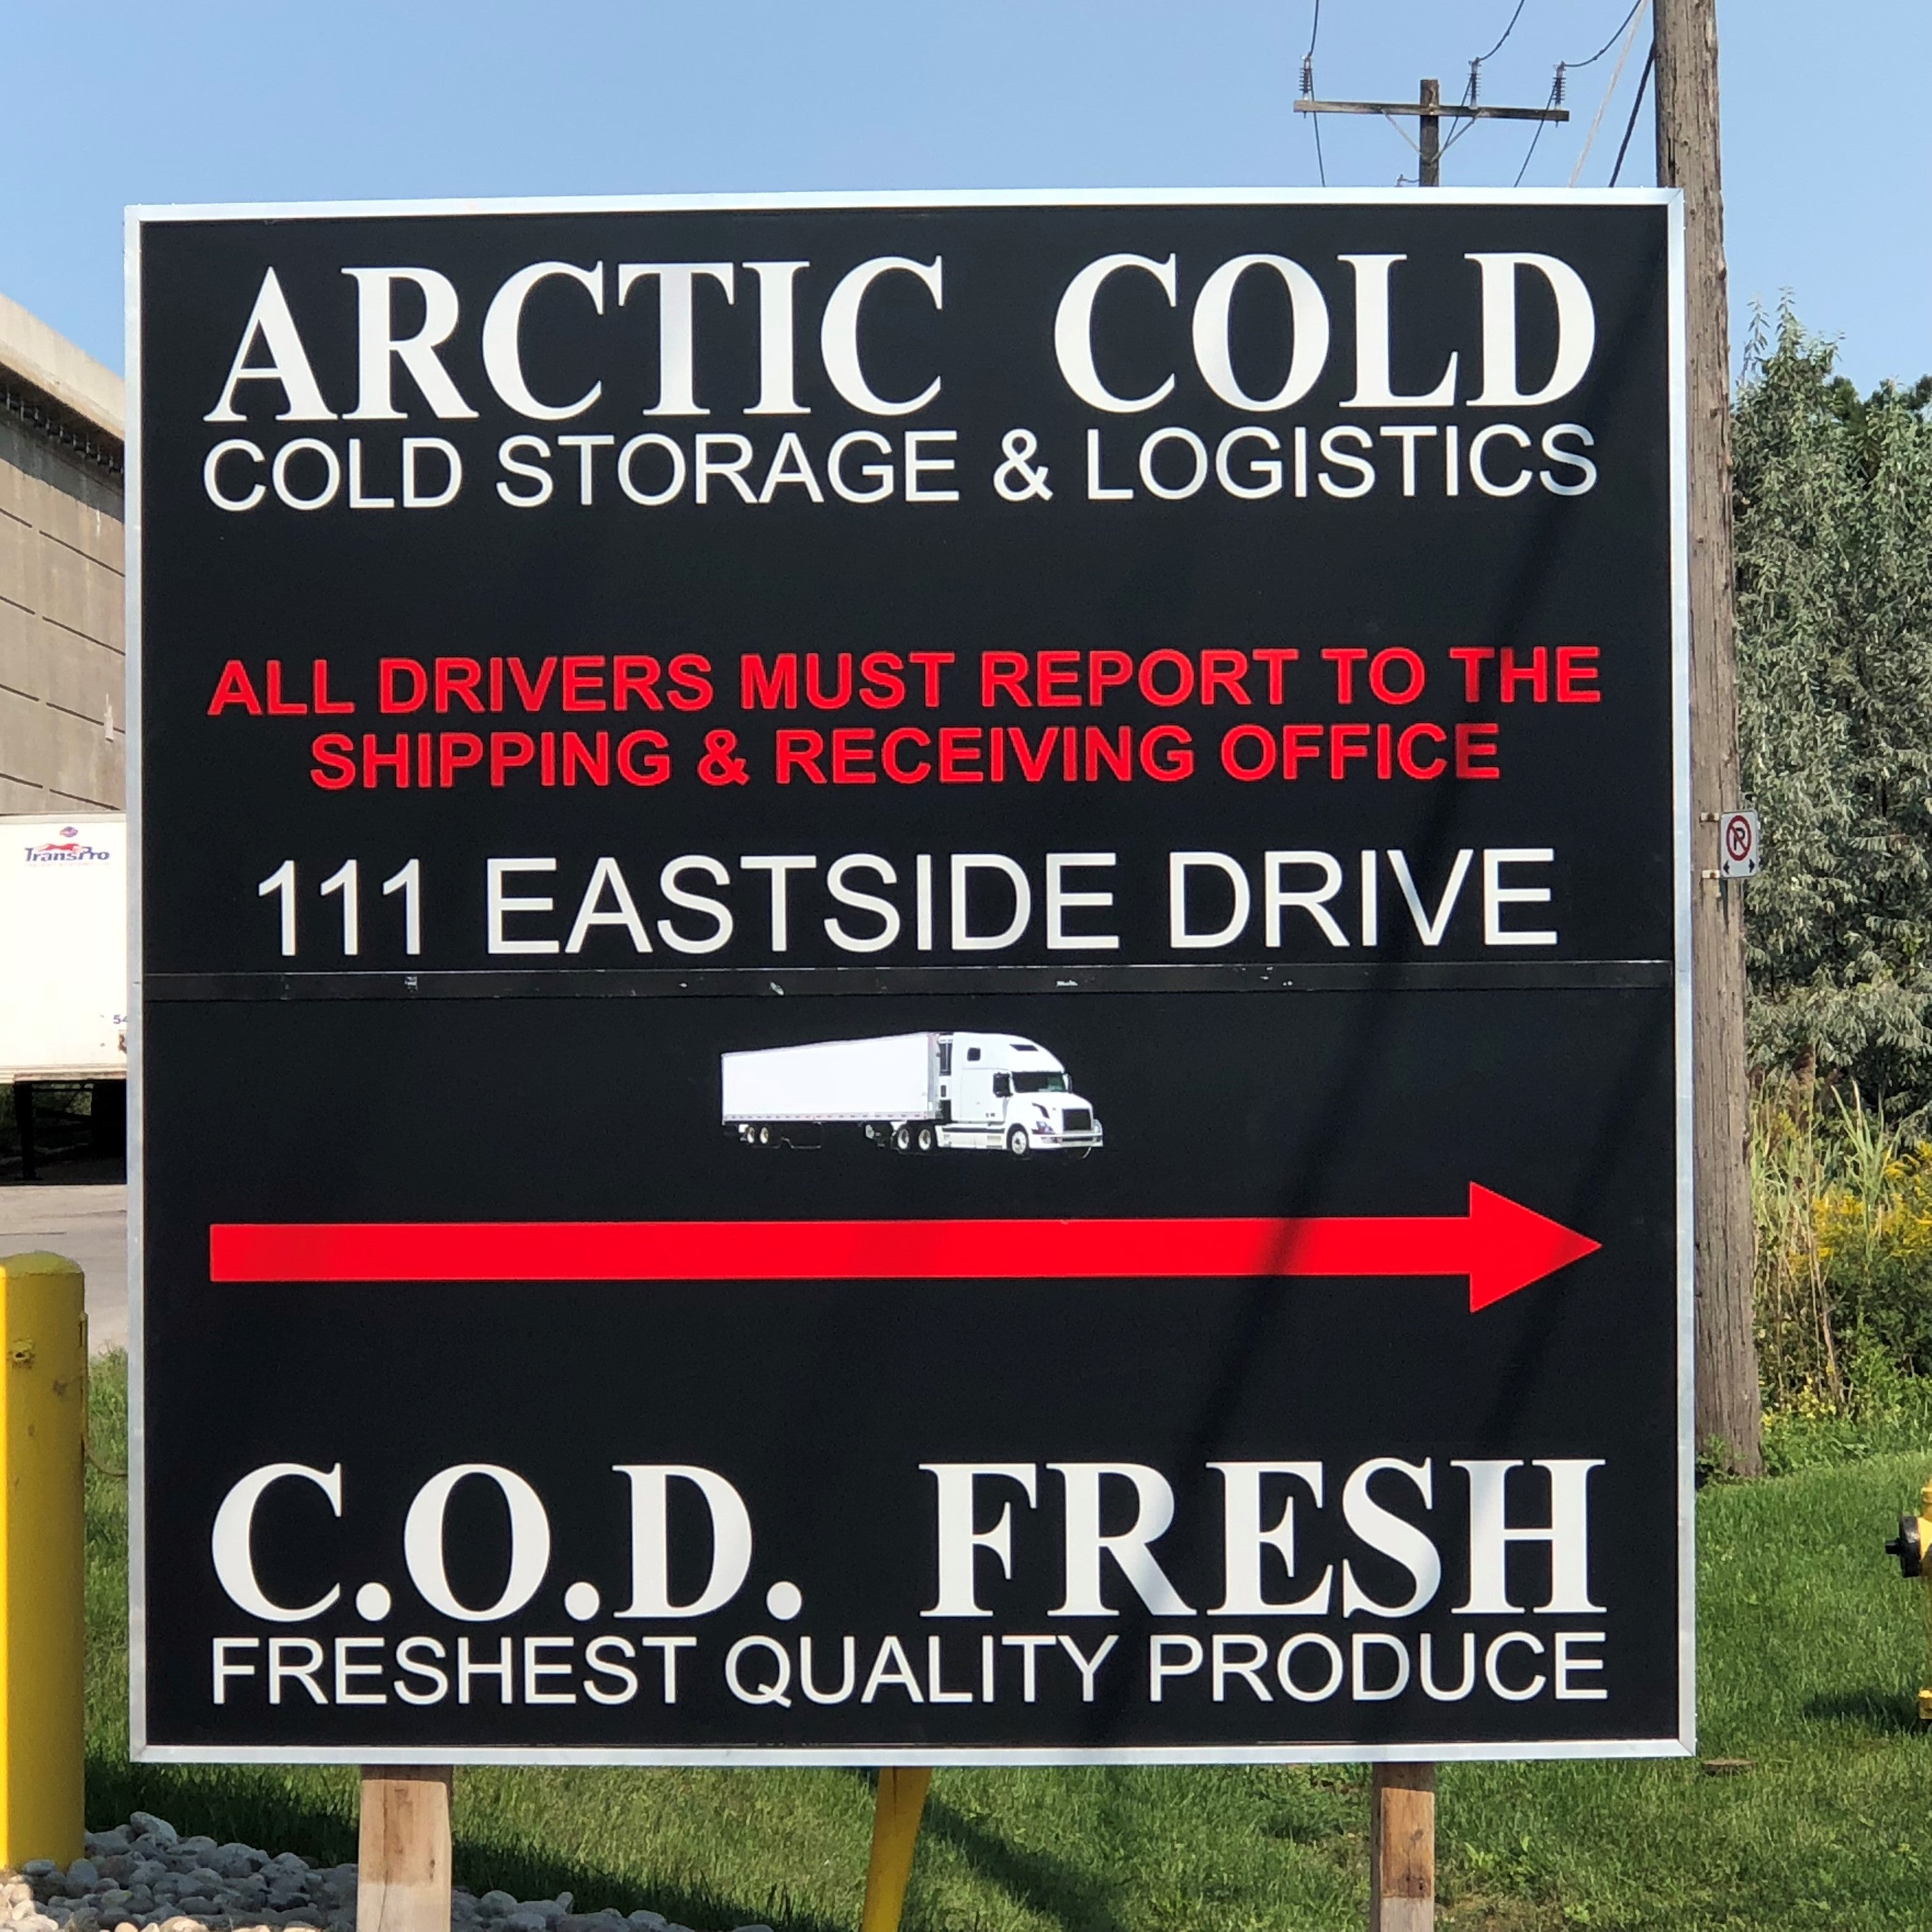 ARCTIC COLD
COLD STORAGE & LOGISTICS
ALL DRIVERS MUST REPORT TO THE
SHIPPING & RECEIVING OFFICE
111 EASTSIDE DRIVE
C.O.D. FRESH
FRESHEST QUALITY PRODUCE
TransPro
P